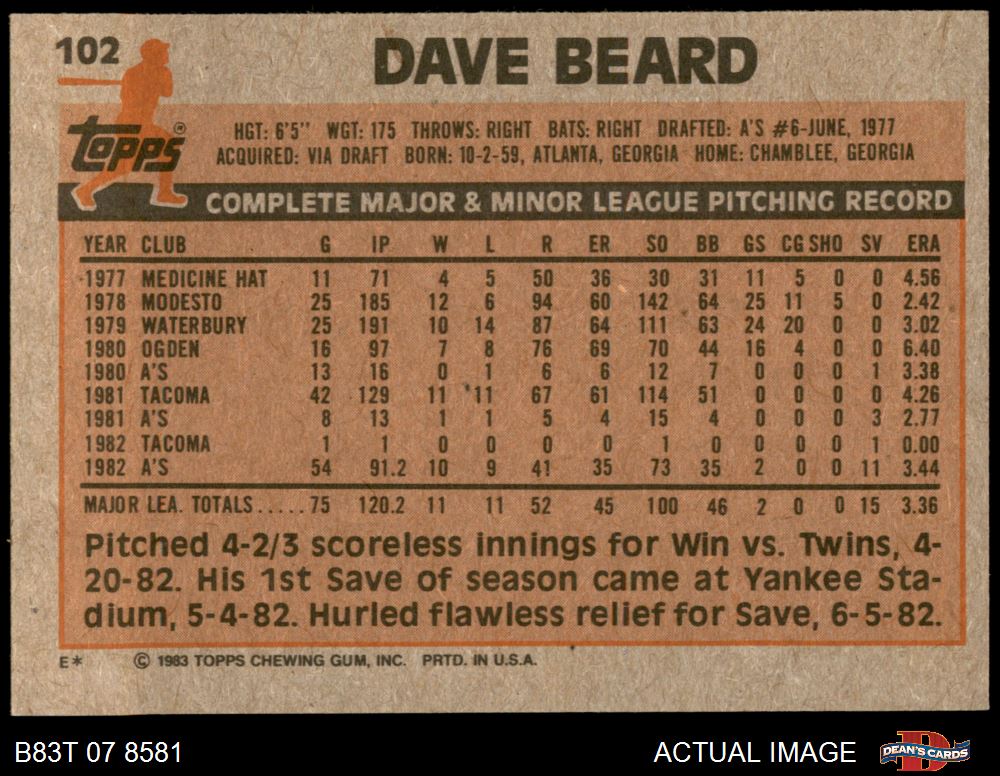 102
DAVE BEARD
Topps®
HGT: 6'5" WGT: 175 THROWS: RIGHT BATS: RIGHT DRAFTED: A'S #6-JUNE, 1977
ACQUIRED: VIA DRAFT BORN: 10-2-59, ATLANTA, GEORGIA HOME: CHAMBLEE, GEORGIA
COMPLETE MAJOR & MINOR LEAGUE PITCHING RECORD
YEAR CLUB G IP W L R ER SO BB GS CG SHO SV ERA
1977 MEDICINE HAT 11 71 4 5 50 36 30 31 11 5 0 0 4.56
1978 MODESTO 25 185 12 6 94 60 142 64 25 11 5 0 2.42
1979 WATERBURY 25 191 10 14 87 64 111 63 24 20 0 0 3.02
1980 OGDEN 16 97 7 8 76 69 70 44 16 4 0 0 6.40
1980 A'S 13 16 0 1 6 6 12 7 0 0 0 1 3.38
1981 TACOMA 42 129 11 11 67 61 114 51 0 0 0 0 4.26
1981 A'S 8 13 1 1 5 4 15 4 0 0 0 3 2.77
1982 TACOMA 1 1 0 0 0 0 1 0 0 0 0 1 0.00
1982 A'S 54 91.2 10 9 41 35 73 35 2 0 0 11 3.44
MAJOR LEA. TOTALS..... 75 120.2 11 11 52 45 100 46 2 0 0 15 3.36
Pitched 4-2/3 scoreless innings for Win vs. Twins, 4-
20-82. His 1st Save of season came at Yankee Sta-
dium, 5-4-82. Hurled flawless relief for Save, 6-5-82.
E* © 1983 TOPPS CHEWING GUM, INC. PRTD. IN U.S.A.
B83T 07 8581 ACTUAL IMAGE DEAN'S CARDS